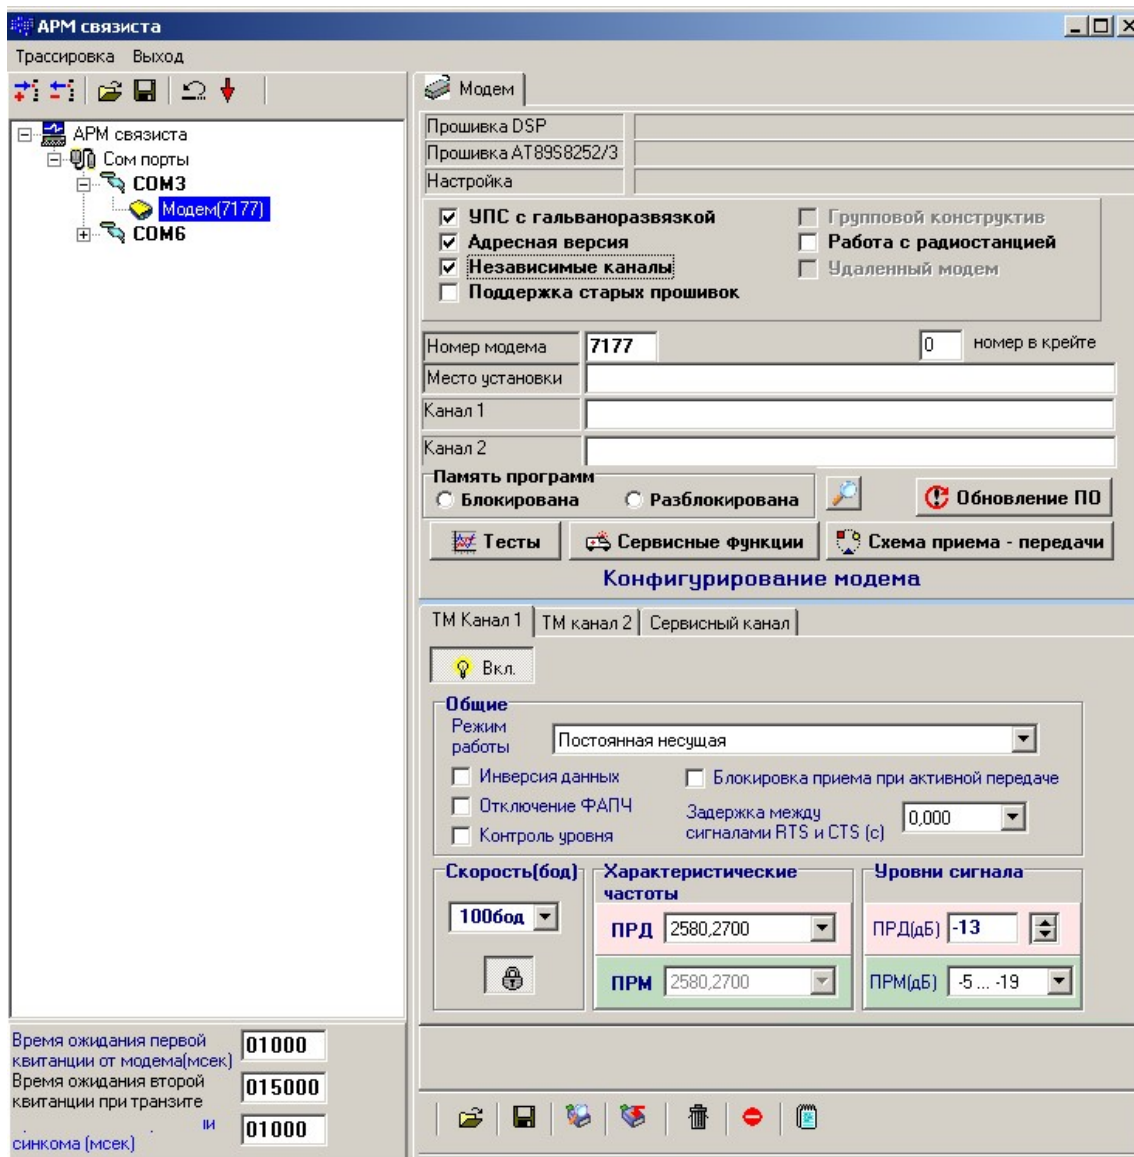 АРМ связиста
Трассировка Выход
АРМ связиста
Сом порты
COM3
Модем(7177)
COM6
Время ожидания первой
квитанции от модема(мсек)
01000
Время ожидания второй
квитанции при транзите
015000
синкома (мсек)
01000
Модем
Прошивка DSP
Прошивка AT89S8252/3
Настройка
УПС с гальваноразвязкой
Групповой конструктив
Адресная версия
Работа с радиостанцией
Независимые каналы
Удаленный модем
Поддержка старых прошивок
Номер модема 7177 0 номер в крейте
Место установки
Канал 1
Канал 2
Память программ
Блокирована Разблокирована
Обновление ПО
Тесты Сервисные функции Схема приема - передачи
Конфигурирование модема
ТМ Канал 1 ТМ канал 2 Сервисный канал
Вкл.
Общие
Режим
работы
Постоянная несущая
Инверсия данных Блокировка приема при активной передаче
Отключение ФАПЧ
Контроль уровня
Задержка между
сигналами RTS и CTS (с)
0,000
Скорость(бод)
100бод
Характеристические
частоты
ПРД 2580,2700
ПРМ 2580,2700
Уровни сигнала
ПРД(дБ) -13
ПРМ(дБ) -5 ... -19